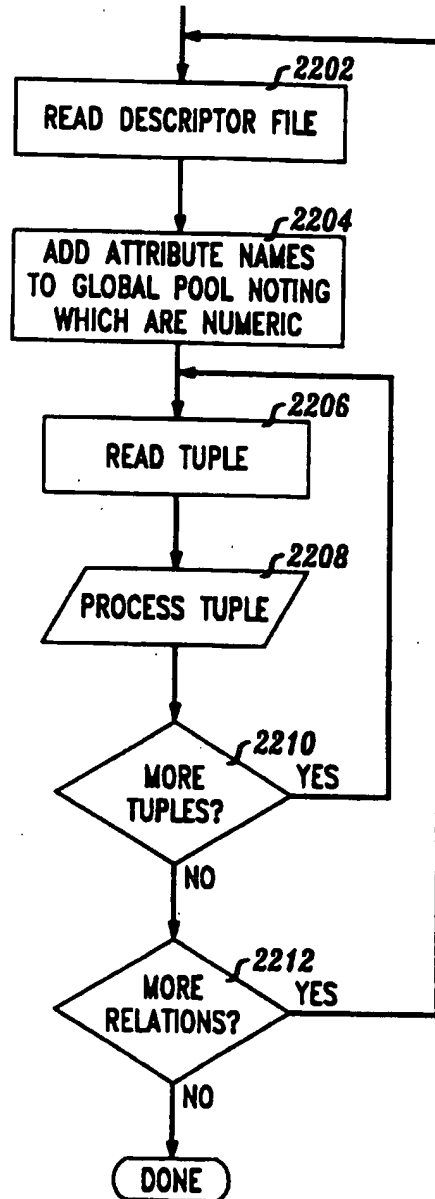 2202
READ DESCRIPTOR FILE
2204
ADD ATTRIBUTE NAMES
TO GLOBAL POOL NOTING
WHICH ARE NUMERIC
2206
READ TUPLE
2208
PROCESS TUPLE
2210
MORE
TUPLES?
YES
NO
2212
MORE
RELATIONS?
YES
NO
DONE